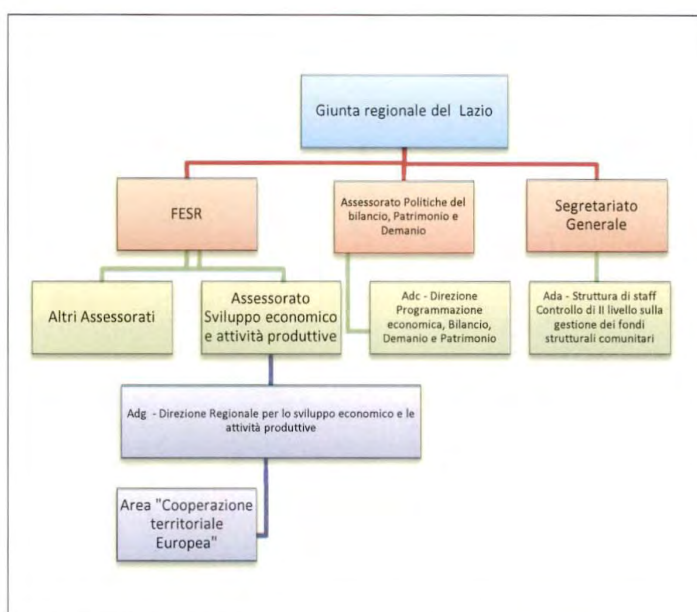 Giunta regionale del Lazio
FESR
Assessorato Politiche del
bilancio, Patrimonio e
Demanio
Segretariato
Generale
Altri Assessorati
Assessorato
Sviluppo economico
e attività produttive
Adc - Direzione
Programmazione
economica, Bilancio,
Demanio e Patrimonio
Ada - Struttura di staff
Controllo di II livello sulla
gestione dei fondi
strutturali comunitari
Adg - Direzione Regionale per lo sviluppo economico e le
attività produttive
Area "Cooperazione
territoriale
Europea"